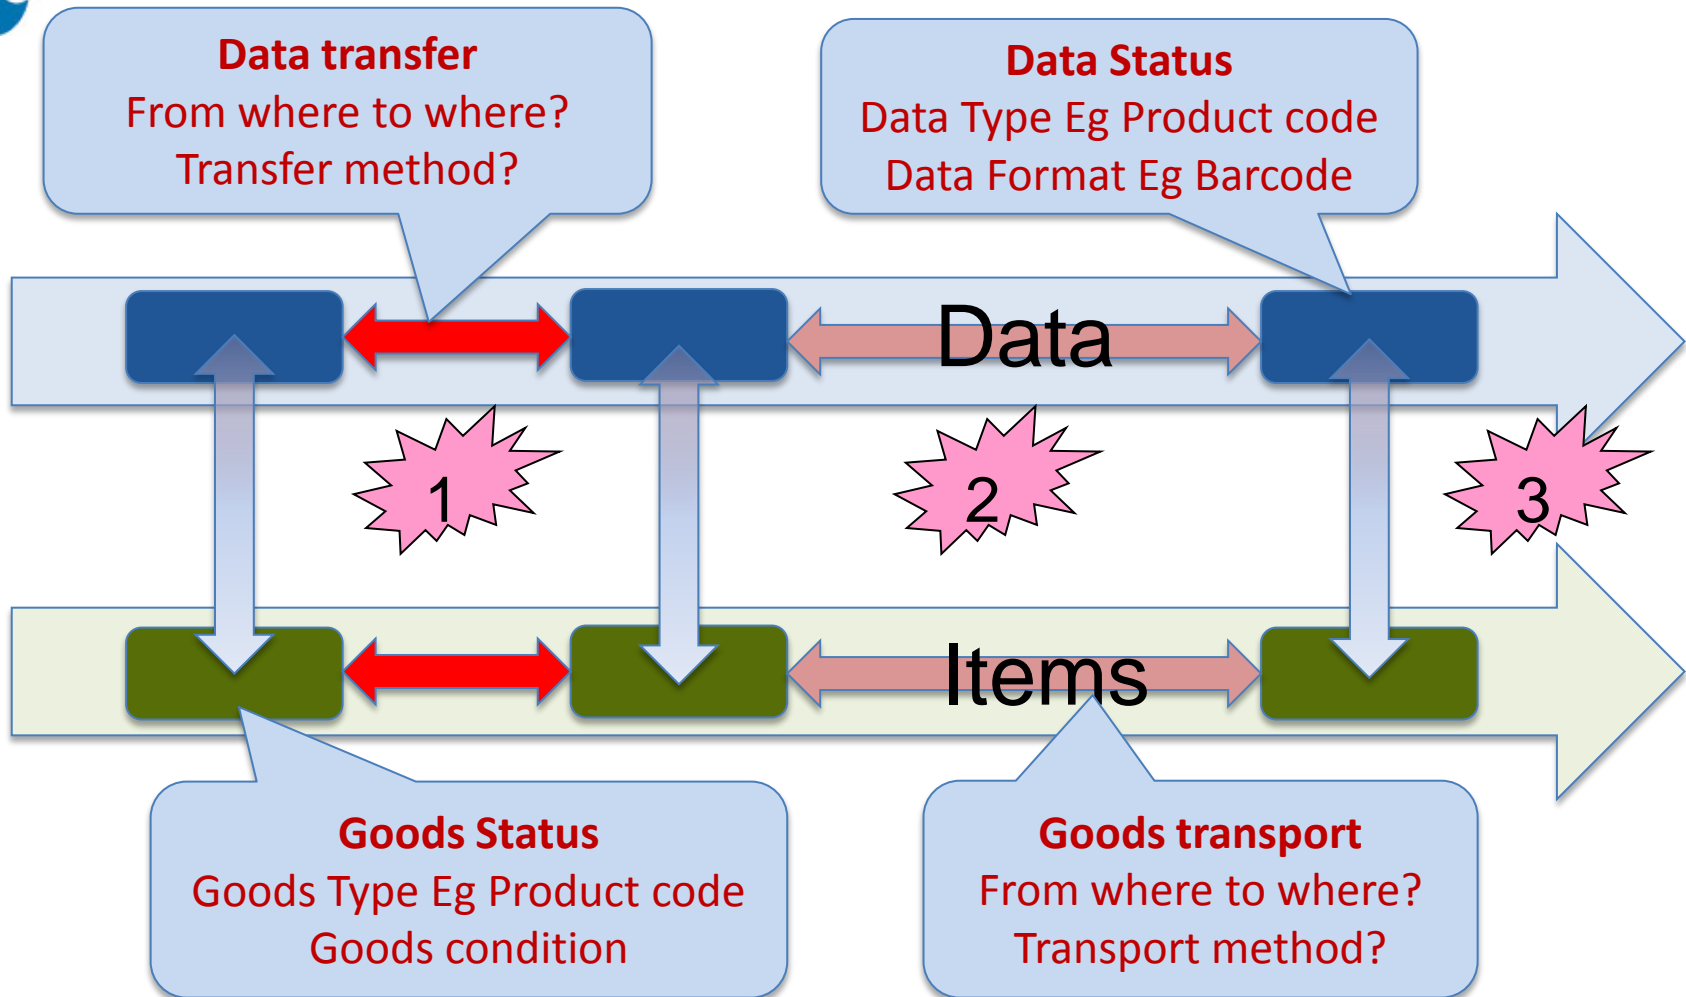 Data transfer
From where to where?
Transfer method?
Data Status
Data Type Eg Product code
Data Format Eg Barcode
Data
1
2
3
Items
Goods Status
Goods Type Eg Product code
Goods condition
Goods transport
From where to where?
Transport method?